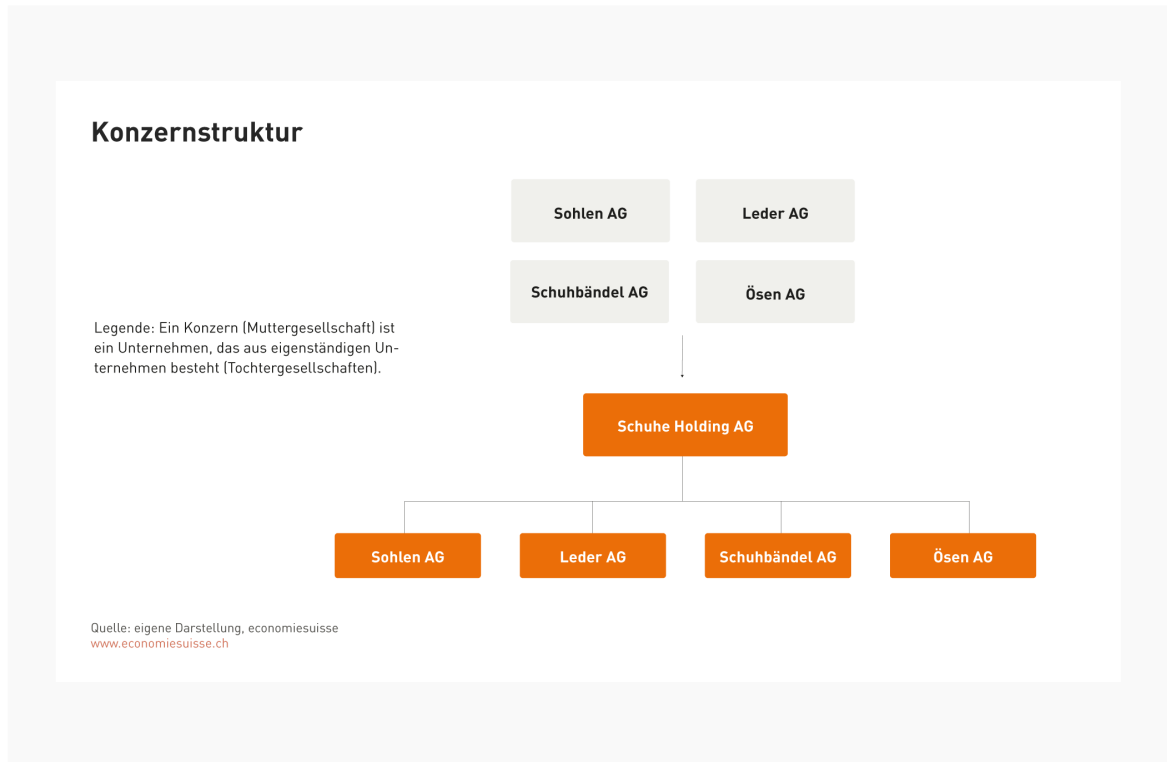 Konzernstruktur
Sohlen AG
Leder AG
Schuhbändel AG
Ösen AG
Legende: Ein Konzern (Muttergesellschaft) ist
ein Unternehmen, das aus eigenständigen Un-
ternehmen besteht (Tochtergesellschaften).
Schuhe Holding AG
Sohlen AG
Leder AG
Schuhbändel AG
Ösen AG
Quelle: eigene Darstellung, economiesuisse
www.economiesuisse.ch